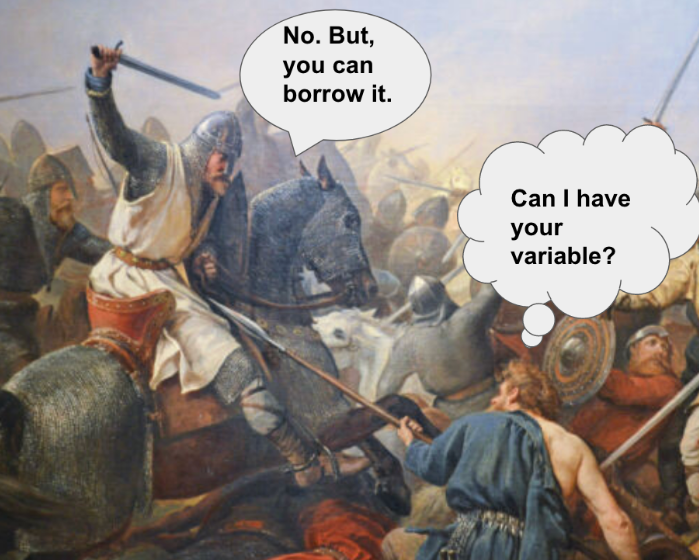 No. But,
you can
borrow it.
Can I have
your
variable?